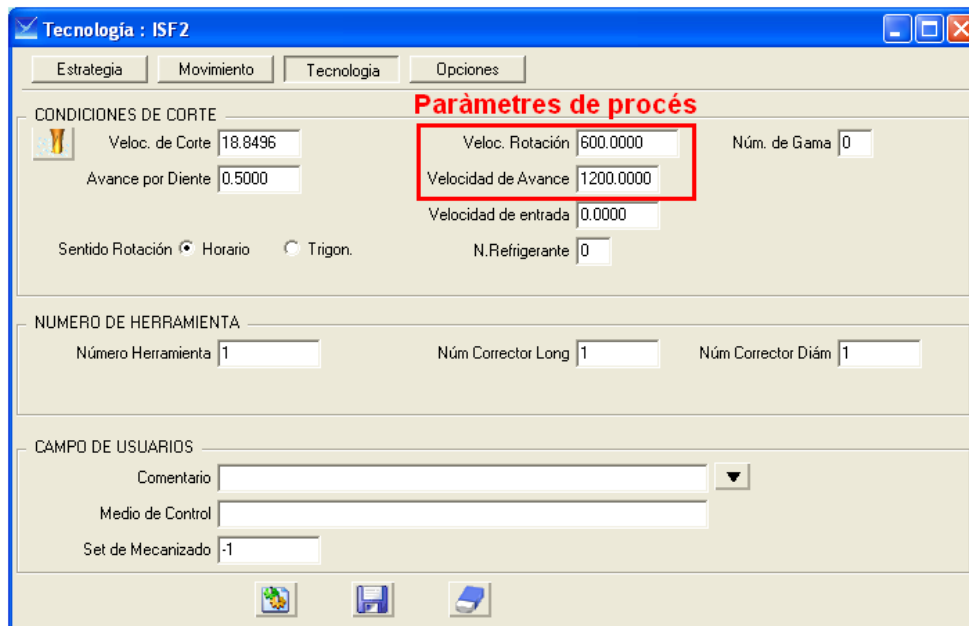 Tecnología : ISF2
Estrategia Movimiento Tecnologia Opciones
Paràmetres de procés
CONDICIONES DE CORTE
Veloc. de Corte 18.8496 Veloc. Rotación 600.0000 Núm. de Gama 0
Avance por Diente 0.5000 Velocidad de Avance 1200.0000
Velocidad de entrada 0.0000
Sentido Rotación Horario Trigon. N.Refrigerante 0
NUMERO DE HERRAMIENTA
Número Herramienta 1 Núm Corrector Long 1 Núm Corrector Diám 1
CAMPO DE USUARIOS
Comentario
Medio de Control
Set de Mecanizado -1